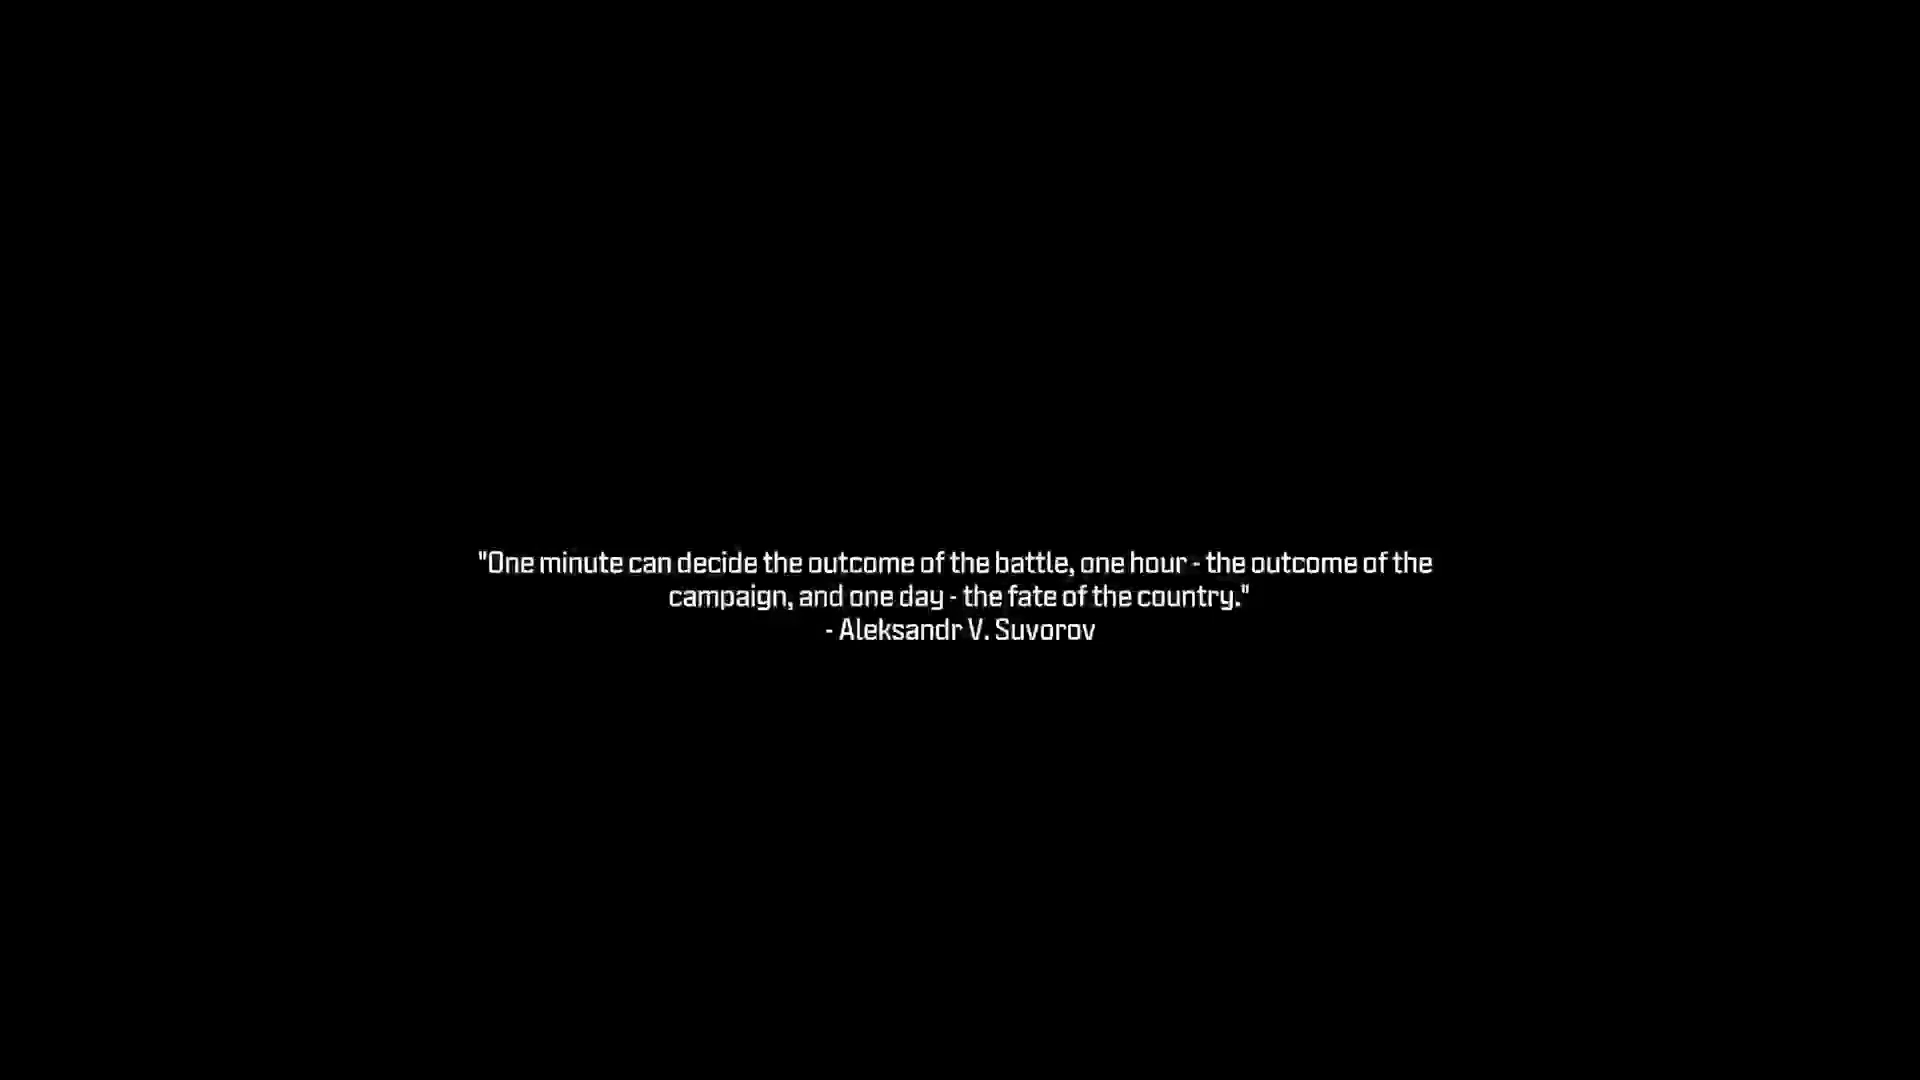 "One minute can decide the outcome of the battle, one hour - the outcome of the
campaign, and one day - the fate of the country."
- Aleksandr V. Suvorov